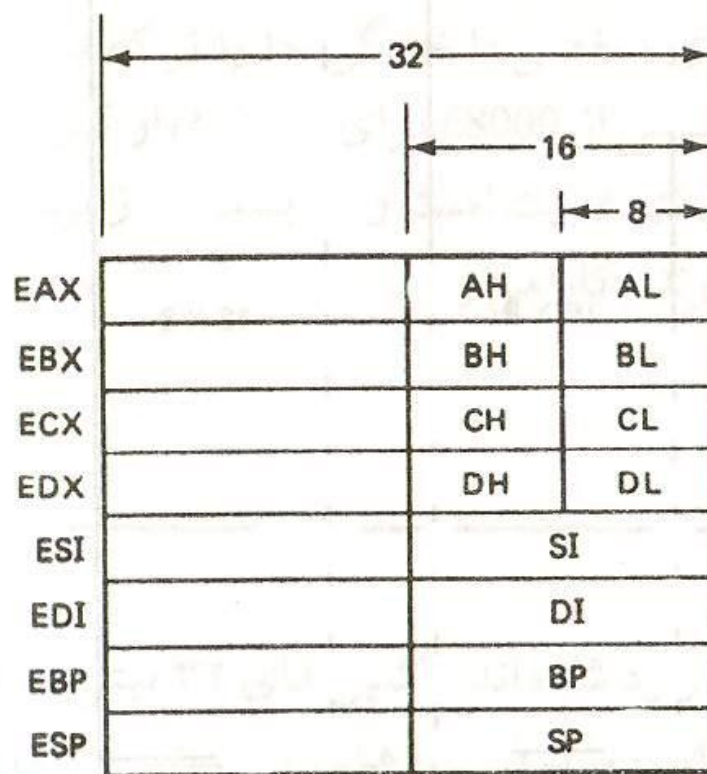 32
16
8
EAX AH AL
EBX BH BL
ECX CH CL
EDX DH DL
ESI SI
EDI DI
EBP BP
ESP SP